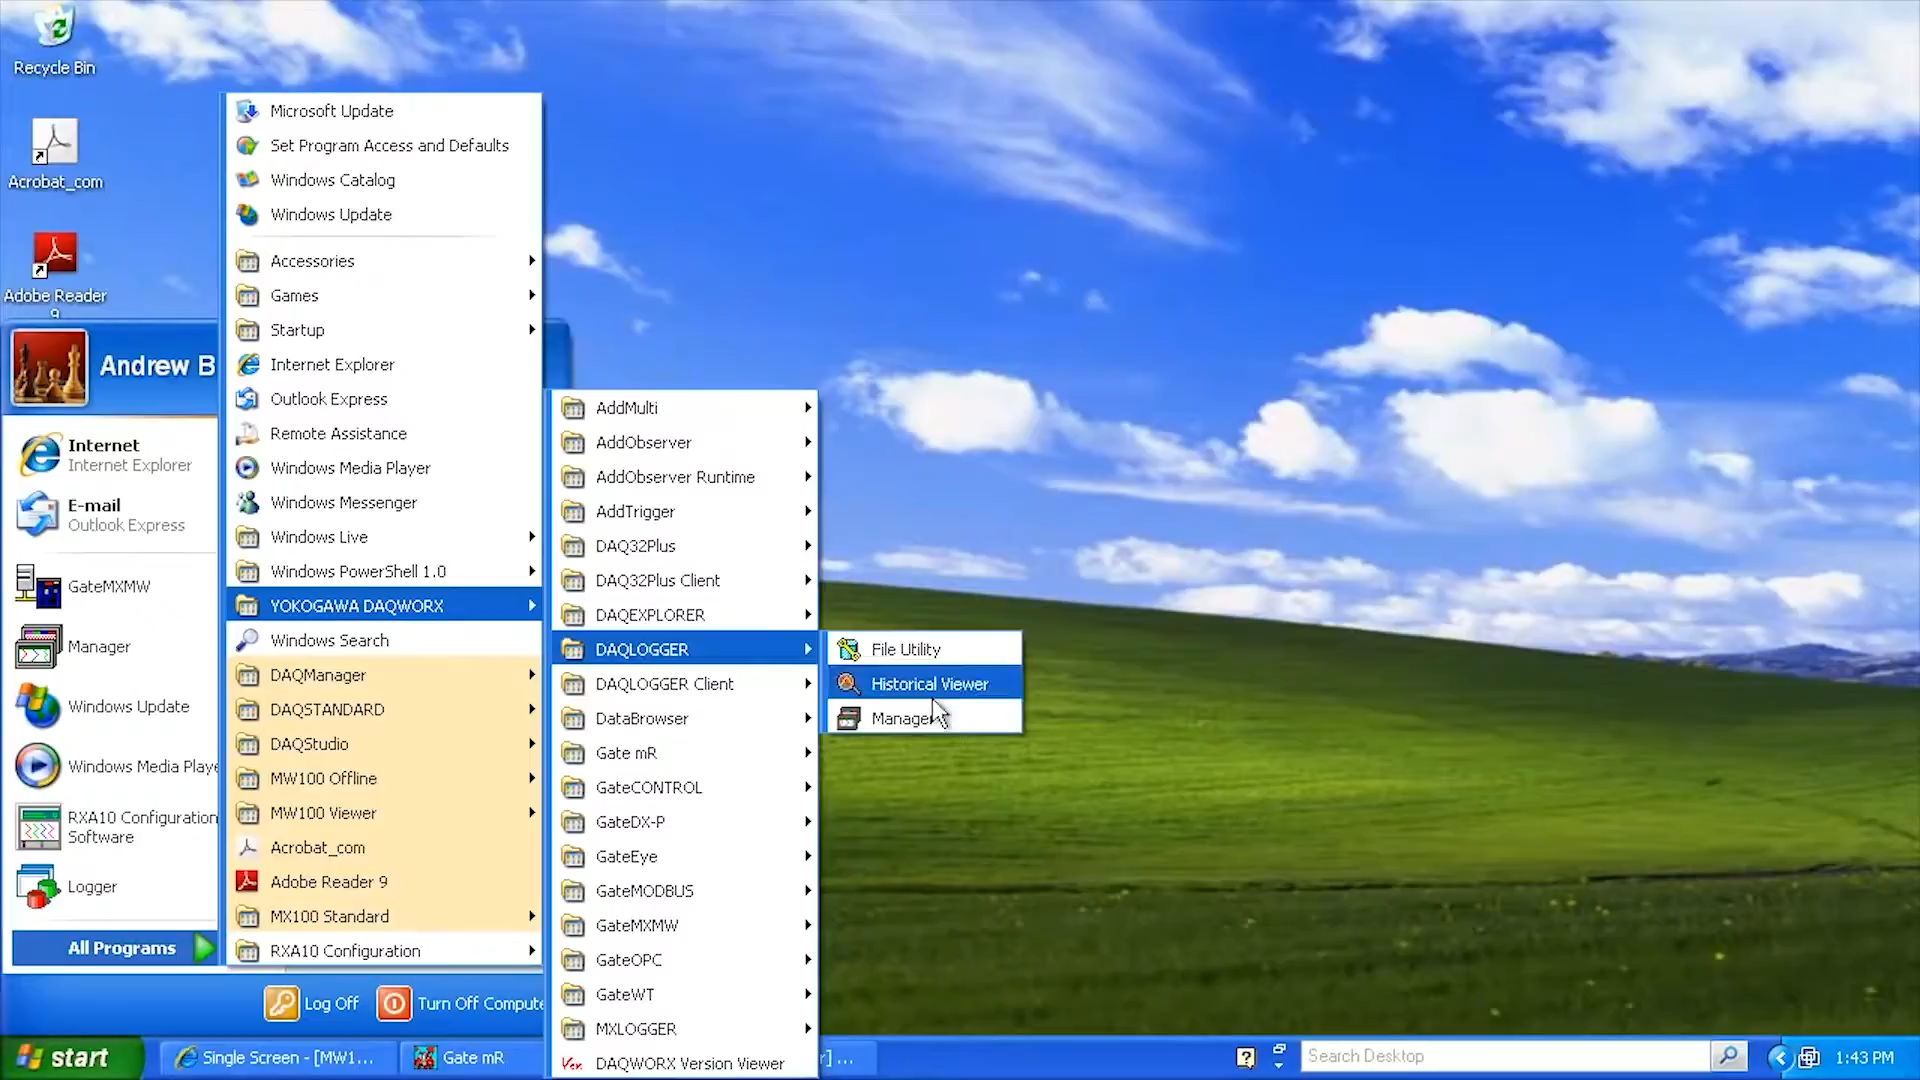 Recycle Bin
Acrobat_com
Adobe Reader
9
Andrew B
Internet
Internet Explorer
E-mail
Outlook Express
GateMXMW
Manager
Windows Update
Windows Media Playe
RXA10 Configuration
Software
Logger
All Programs
Microsoft Update
Set Program Access and Defaults
Windows Catalog
Windows Update
Accessories
Games
Startup
Internet Explorer
Outlook Express
Remote Assistance
Windows Media Player
Windows Messenger
Windows Live
Windows PowerShell 1.0
YOKOGAWA DAQWORX
Windows Search
DAQManager
DAQSTANDARD
DAQStudio
MW100 Offline
MW100 Viewer
Acrobat_com
Adobe Reader 9
MX100 Standard
RXA10 Configuration
AddMulti
AddObserver
AddObserver Runtime
AddTrigger
DAQ32Plus
DAQ32Plus Client
DAQEXPLORER
DAQLOGGER
DAQLOGGER Client
DataBrowser
Gate mR
GateCONTROL
GateDX-P
GateEye
GateMODBUS
GateMXMW
GateOPC
GateWT
MXLOGGER
Ver. DAQWORX Version Viewer
File Utility
Historical Viewer
Manager
Log Off
Turn Off Compute
start
Single Screen - [MW1...
Gate mR
r] ...
Search Desktop
1:43 PM